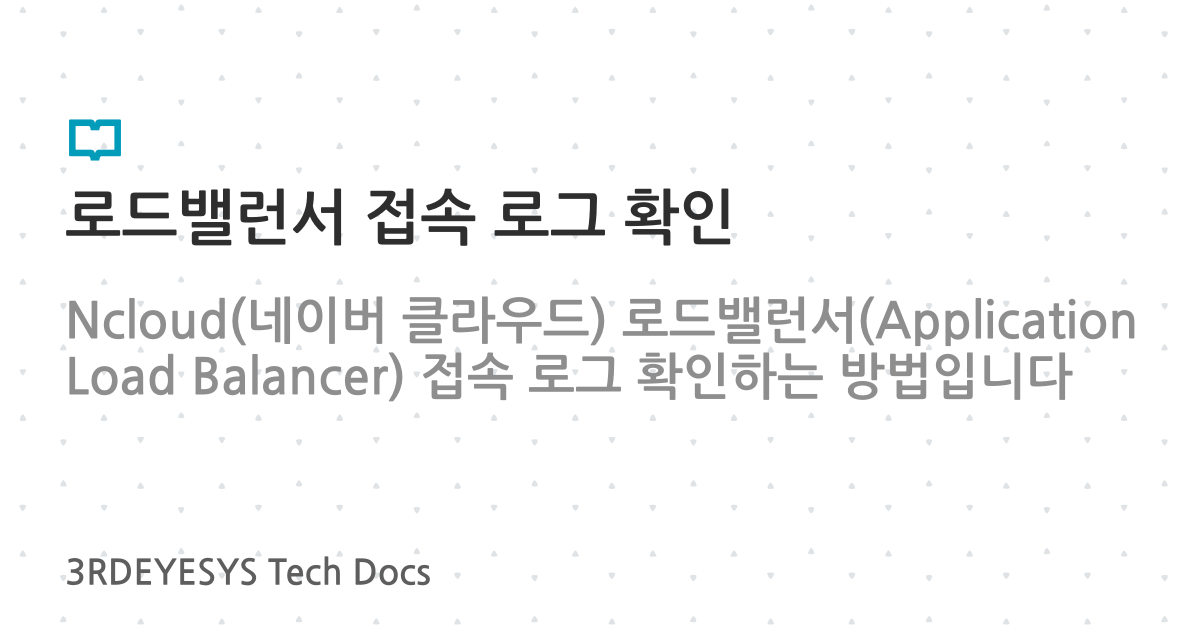 로드밸런서 접속 로그 확인
Ncloud(네이버 클라우드) 로드밸런서(Application
Load Balancer) 접속 로그 확인하는 방법입니다
3RDEYESYS Tech Docs